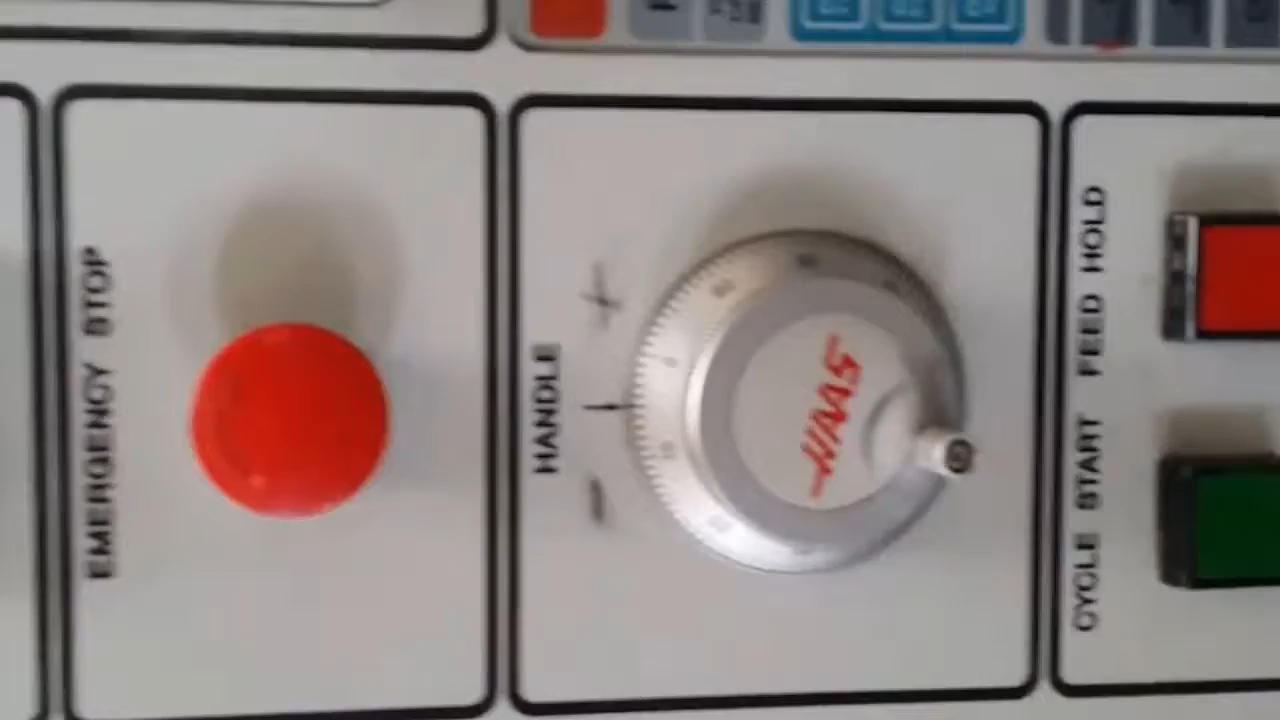 EMERGENCY STOP
HANDLE
+
-
HAAS
FEED HOLD
CYCLE START